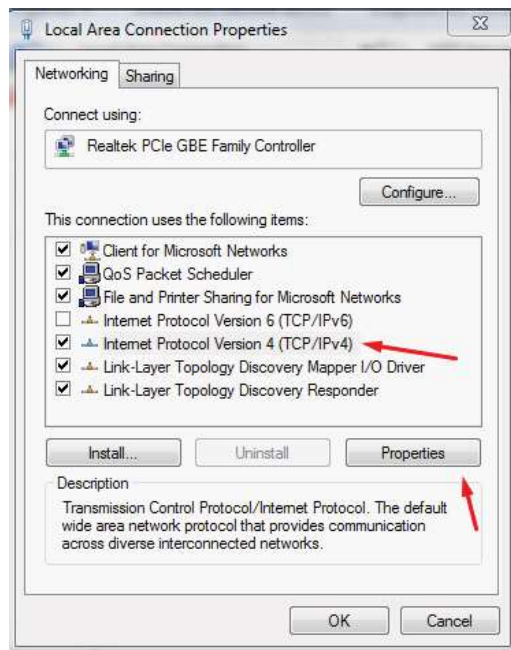 Local Area Connection Properties
Networking
Sharing
Connect using:
Realtek PCIe GBE Family Controller
Configure...
This connection uses the following items:
Client for Microsoft Networks
QoS Packet Scheduler
File and Printer Sharing for Microsoft Networks
Internet Protocol Version 6 (TCP/IPv6)
Internet Protocol Version 4 (TCP/IPv4)
Link-Layer Topology Discovery Mapper I/O Driver
Link-Layer Topology Discovery Responder
Install...
Uninstall
Properties
Description
Transmission Control Protocol/Internet Protocol. The default
wide area network protocol that provides communication
across diverse interconnected networks.
OK
Cancel